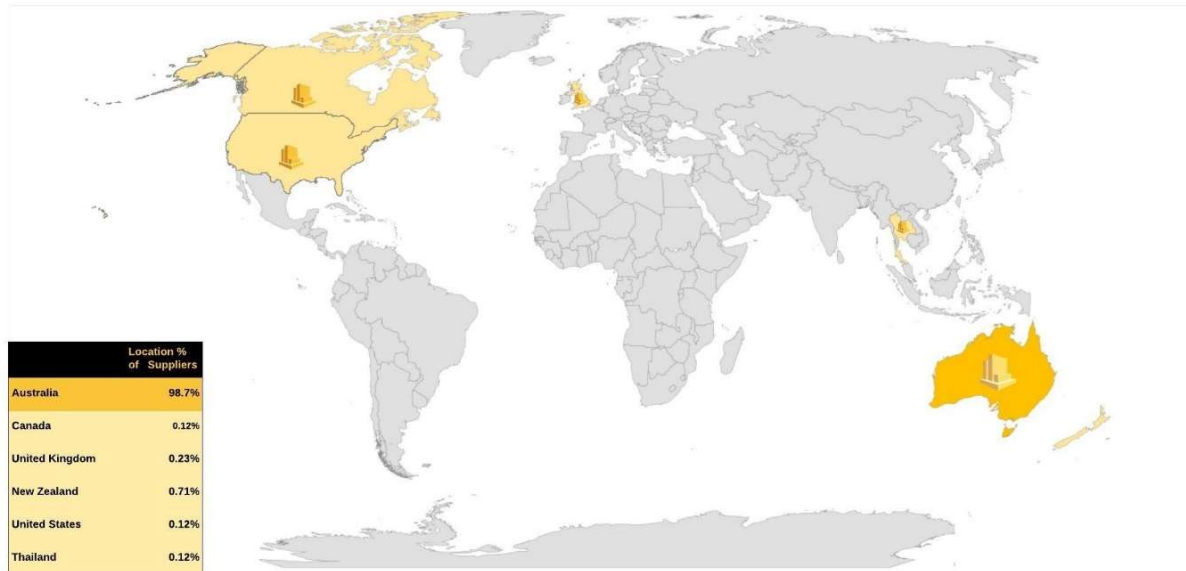 Location %
of Suppliers
Australia 98.7%
Canada 0.12%
United Kingdom 0.23%
New Zealand 0.71%
United States 0.12%
Thailand 0.12%